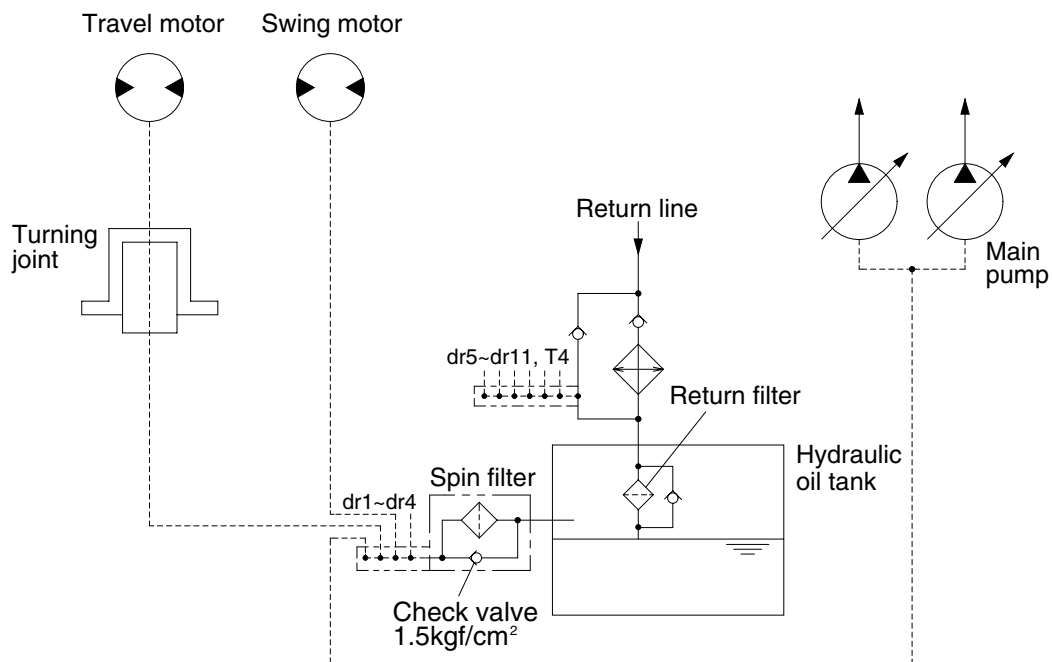 Travel motor
Swing motor
Turning
joint
Return line
Main
pump
dr5~dr11, T4
Return filter
Hydraulic
oil tank
Spin filter
dr1~dr4
Check valve
1.5kgf/cm²